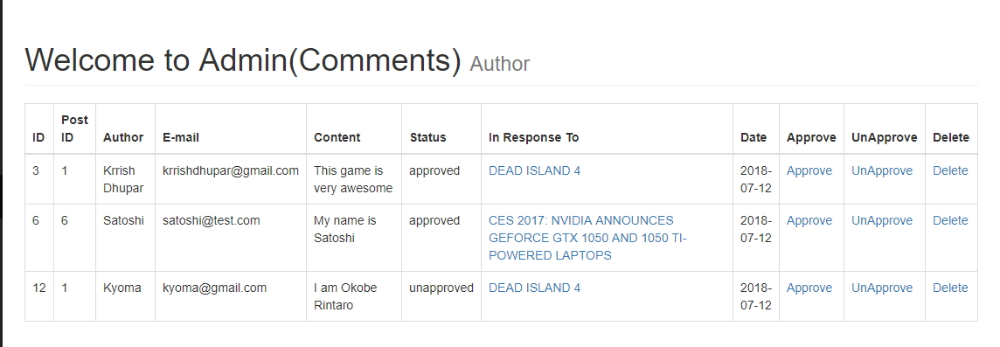 Welcome to Admin(Comments) Author
ID Post ID Author E-mail Content Status In Response To Date Approve UnApprove Delete
3 1 Krrish Dhupar krrishdhupar@gmail.com This game is very awesome approved DEAD ISLAND 4 2018-07-12 Approve UnApprove Delete
6 6 Satoshi satoshi@test.com My name is Satoshi approved CES 2017: NVIDIA ANNOUNCES GEFORCE GTX 1050 AND 1050 TI-POWERED LAPTOPS 2018-07-12 Approve UnApprove Delete
12 1 Kyoma kyoma@gmail.com I am Okobe Rintaro unapproved DEAD ISLAND 4 2018-07-12 Approve UnApprove Delete